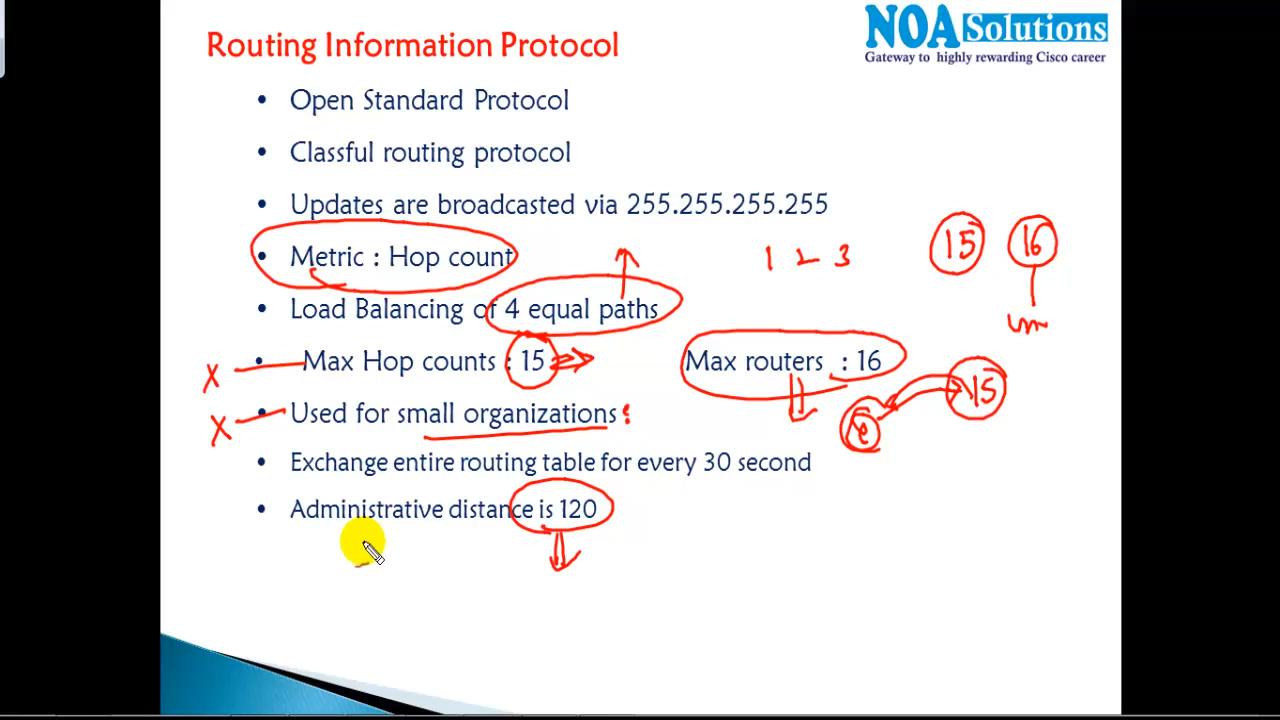 NOA Solutions
Gateway to highly rewarding Cisco career
Routing Information Protocol
• Open Standard Protocol
• Classful routing protocol
• Updates are broadcasted via 255.255.255.255
• Metric : Hop count
1 2 3
15 16
• Load Balancing of 4 equal paths
x • Max Hop counts : 15 Max routers : 16
15
x • Used for small organizations
• Exchange entire routing table for every 30 second
• Administrative distance is 120